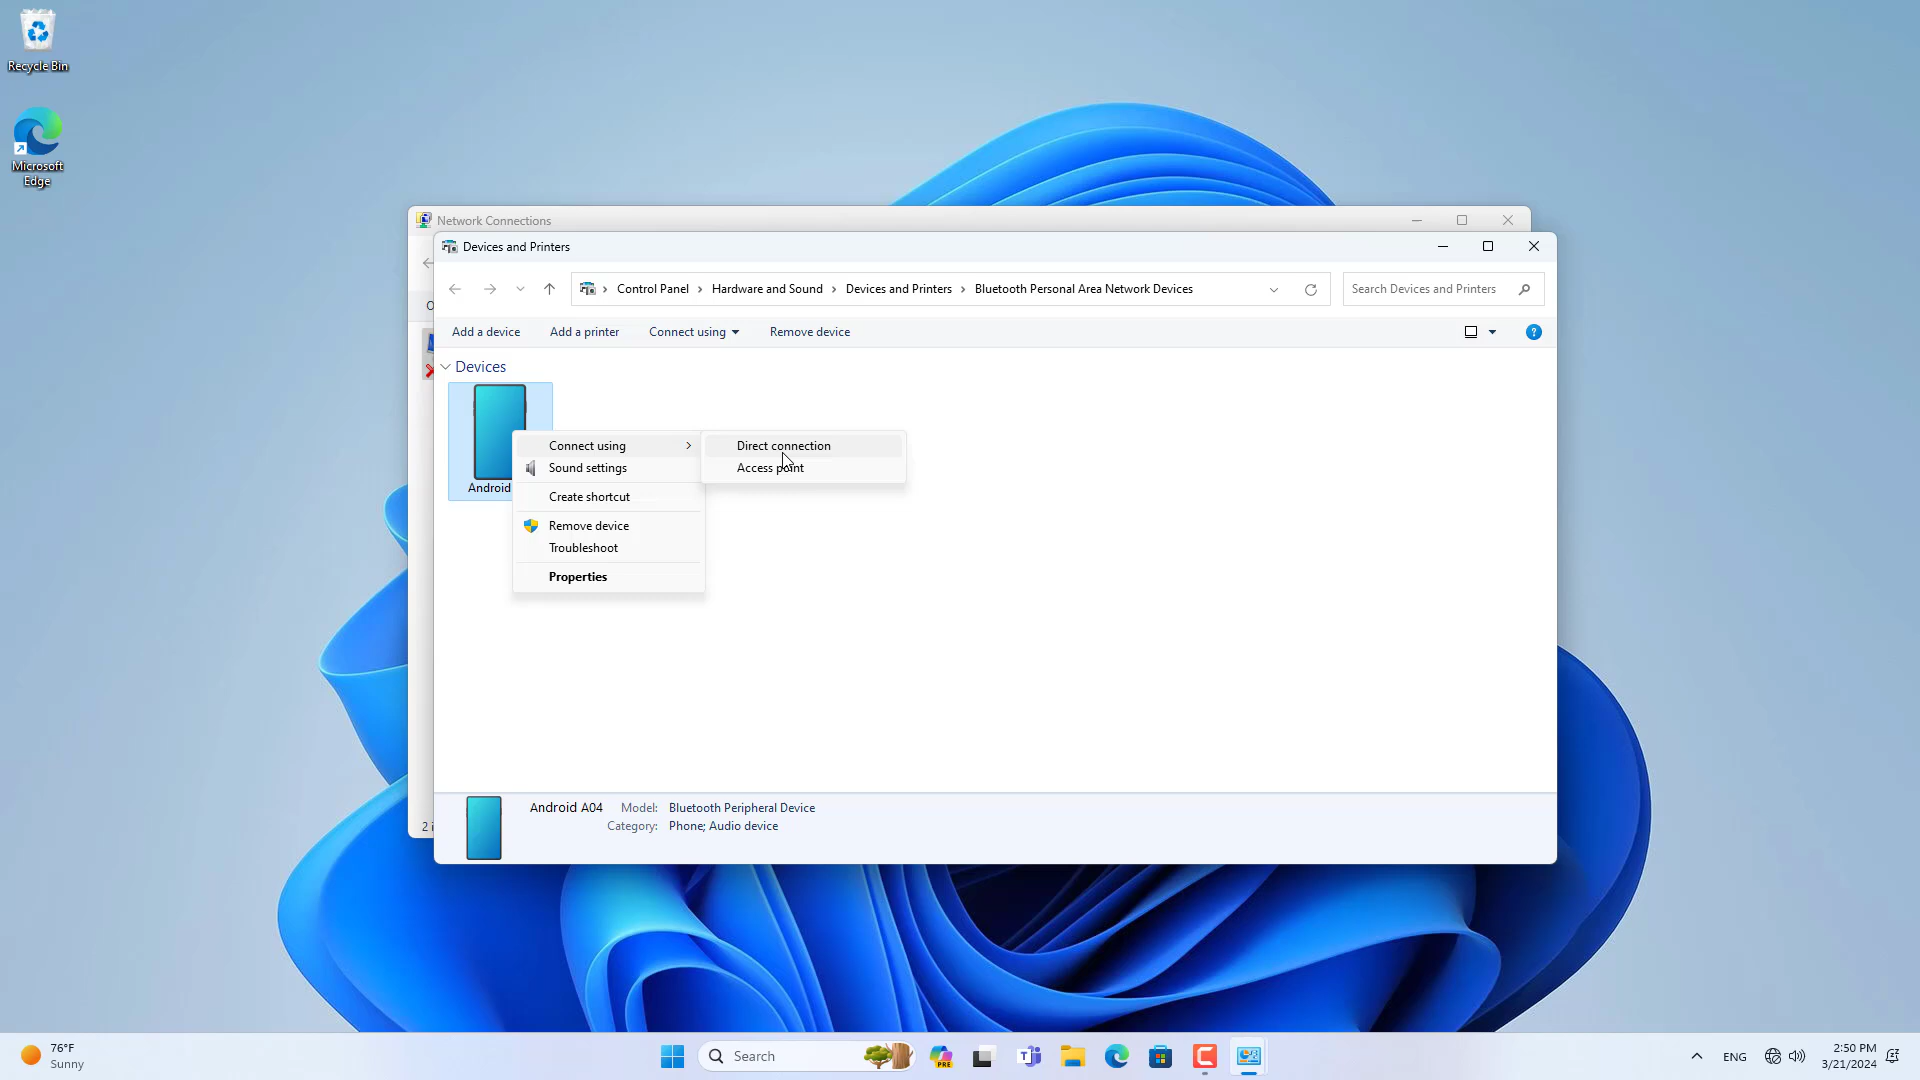 Recycle Bin
Microsoft
Edge
Network Connections
Devices and Printers
Control Panel
Hardware and Sound
Devices and Printers
Bluetooth Personal Area Network Devices
Search Devices and Printers
O
Add a device
Add a printer
Connect using
Remove device
?
Devices
Android
Connect using
Sound settings
Create shortcut
Remove device
Troubleshoot
Properties
Direct connection
Access point
2 i
Android A04
Model: Bluetooth Peripheral Device
Category: Phone; Audio device
76°F
Sunny
Search
PRE
ENG
2:50 PM
3/21/2024